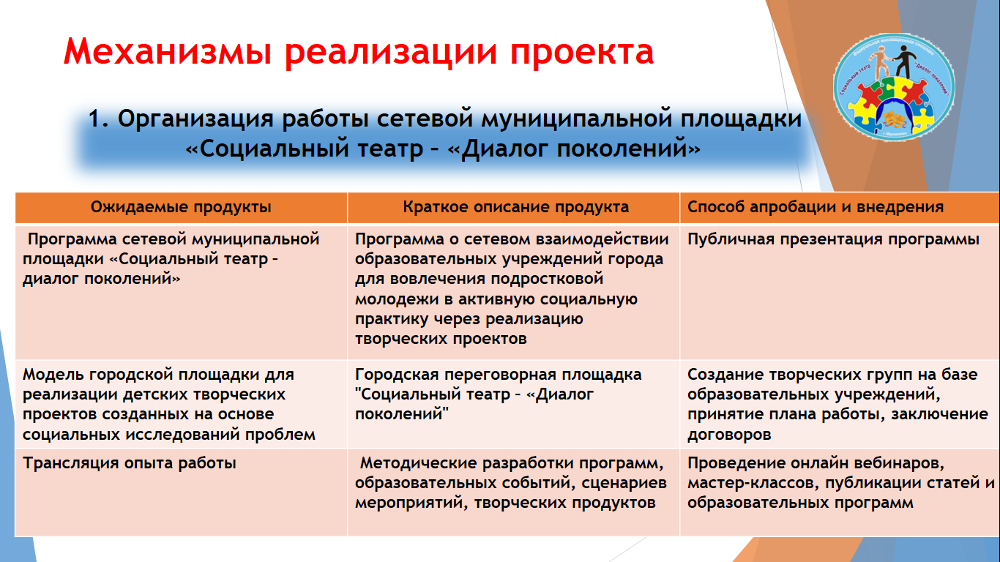 Механизмы реализации проекта
Федеральная инновационная площадка
"Социальный театр
"Диалог поколений"
1. Организация работы сетевой муниципальной площадки
«Социальный театр – «Диалог поколений»
Ожидаемые продукты
Краткое описание продукта
Способ апробации и внедрения
Программа сетевой муниципальной
площадки «Социальный театр –
диалог поколений»
Программа о сетевом взаимодействии
образовательных учреждений города
для вовлечения подростковой
молодежи в активную социальную
практику через реализацию
творческих проектов
Публичная презентация программы
Модель городской площадки для
реализации детских творческих
проектов созданных на основе
социальных исследований проблем
Городская переговорная площадка
"Социальный театр – «Диалог
поколений"
Создание творческих групп на базе
образовательных учреждений,
принятие плана работы, заключение
договоров
Трансляция опыта работы
Методические разработки программ,
образовательных событий, сценариев
мероприятий, творческих продуктов
Проведение онлайн вебинаров,
мастер-классов, публикации статей и
образовательных программ